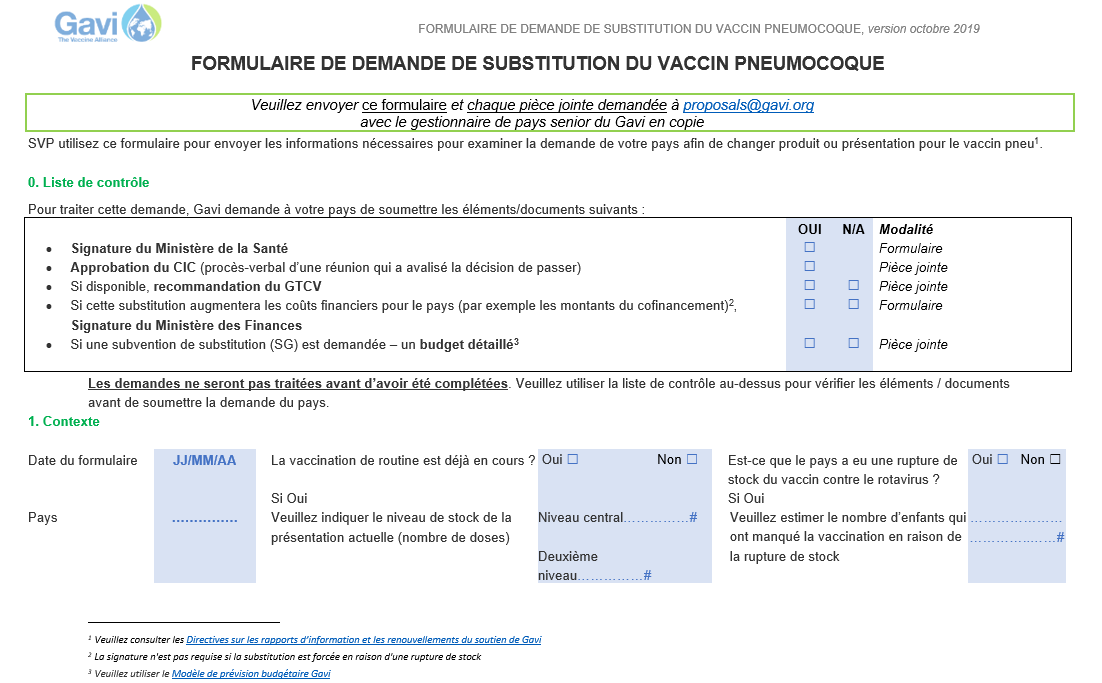 Gavi
The Vaccine Alliance
FORMULAIRE DE DEMANDE DE SUBSTITUTION DU VACCIN PNEUMOCOQUE, version octobre 2019
FORMULAIRE DE DEMANDE DE SUBSTITUTION DU VACCIN PNEUMOCOQUE
Veuillez envoyer ce formulaire et chaque pièce jointe demandée à proposals@gavi.org
avec le gestionnaire de pays senior du Gavi en copie
SVP utilisez ce formulaire pour envoyer les informations nécessaires pour examiner la demande de votre pays afin de changer produit ou présentation pour le vaccin pneu¹.
0. Liste de contrôle
Pour traiter cette demande, Gavi demande à votre pays de soumettre les éléments/documents suivants :
OUI N/A Modalité
• Signature du Ministère de la Santé ☐ Formulaire
• Approbation du CIC (procès-verbal d'une réunion qui a avalisé la décision de passer) ☐ Pièce jointe
• Si disponible, recommandation du GTCV ☐ ☐ Pièce jointe
• Si cette substitution augmentera les coûts financiers pour le pays (par exemple les montants du cofinancement)², ☐ ☐ Formulaire
Signature du Ministère des Finances
• Si une subvention de substitution (SG) est demandée – un budget détaillé³ ☐ ☐ Pièce jointe
Les demandes ne seront pas traitées avant d'avoir été complétées. Veuillez utiliser la liste de contrôle au-dessus pour vérifier les éléments / documents
avant de soumettre la demande du pays.
1. Contexte
Date du formulaire JJ/MM/AA
Pays ..............
La vaccination de routine est déjà en cours ? Oui ☐ Non ☐
Si Oui
Veuillez indiquer le niveau de stock de la
présentation actuelle (nombre de doses)
Niveau central……………#
Deuxième
niveau……………#
Est-ce que le pays a eu une rupture de Oui ☐ Non ☐
stock du vaccin contre le rotavirus ?
Si Oui
Veuillez estimer le nombre d'enfants qui …………………
ont manqué la vaccination en raison de ………………..#
la rupture de stock
¹ Veuillez consulter les Directives sur les rapports d'information et les renouvellements du soutien de Gavi
² La signature n'est pas requise si la substitution est forcée en raison d'une rupture de stock
³ Veuillez utiliser le Modèle de prévision budgétaire Gavi